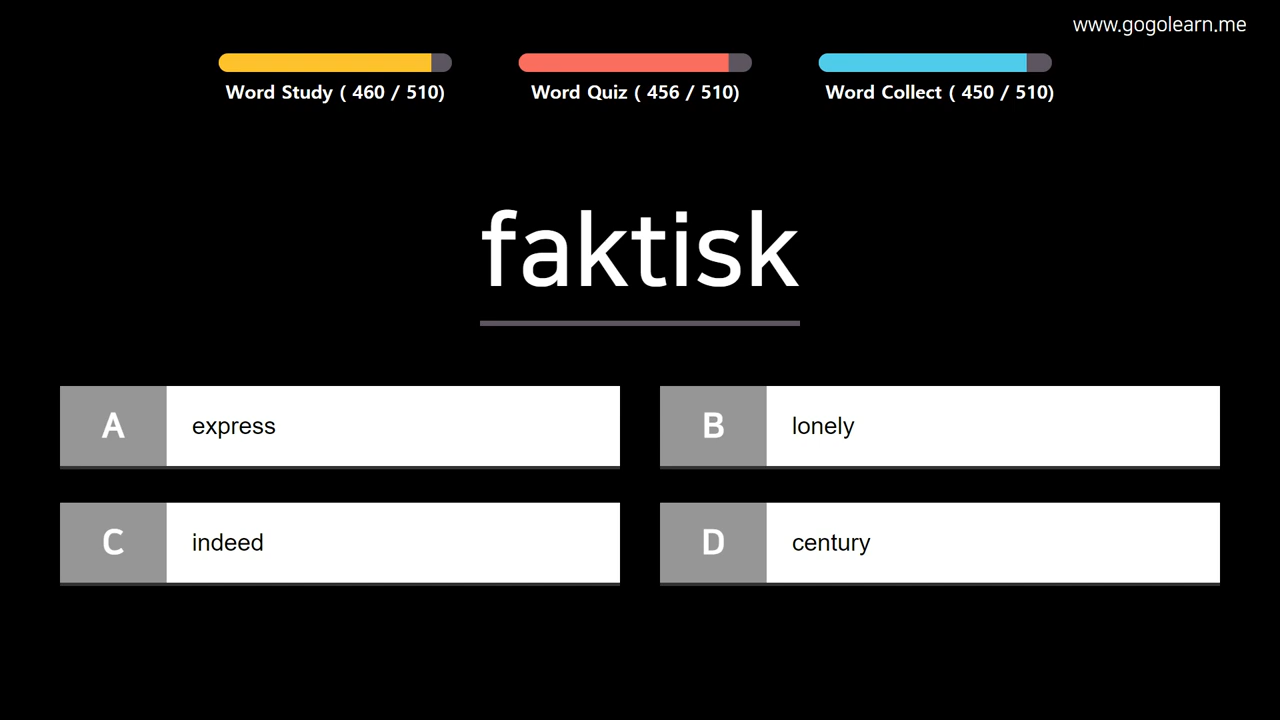 www.gogolearn.me
Word Study ( 460 / 510)
Word Quiz ( 456 / 510)
Word Collect ( 450 / 510)
faktisk
A
express
B
lonely
C
indeed
D
century